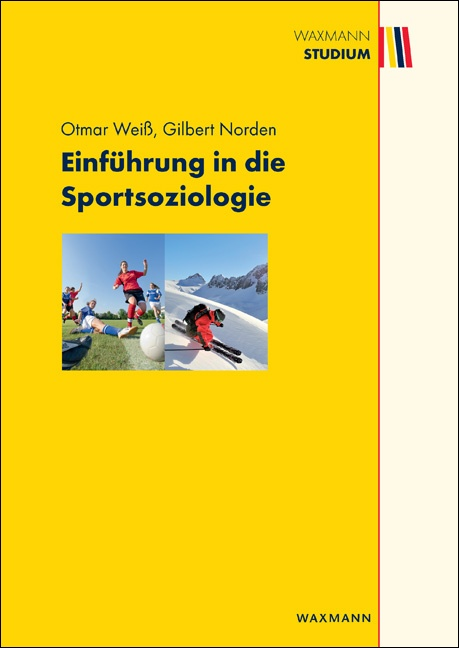 WAXMANN
STUDIUM
Otmar Weiß, Gilbert Norden
Einführung in die
Sportsoziologie
WAXMANN